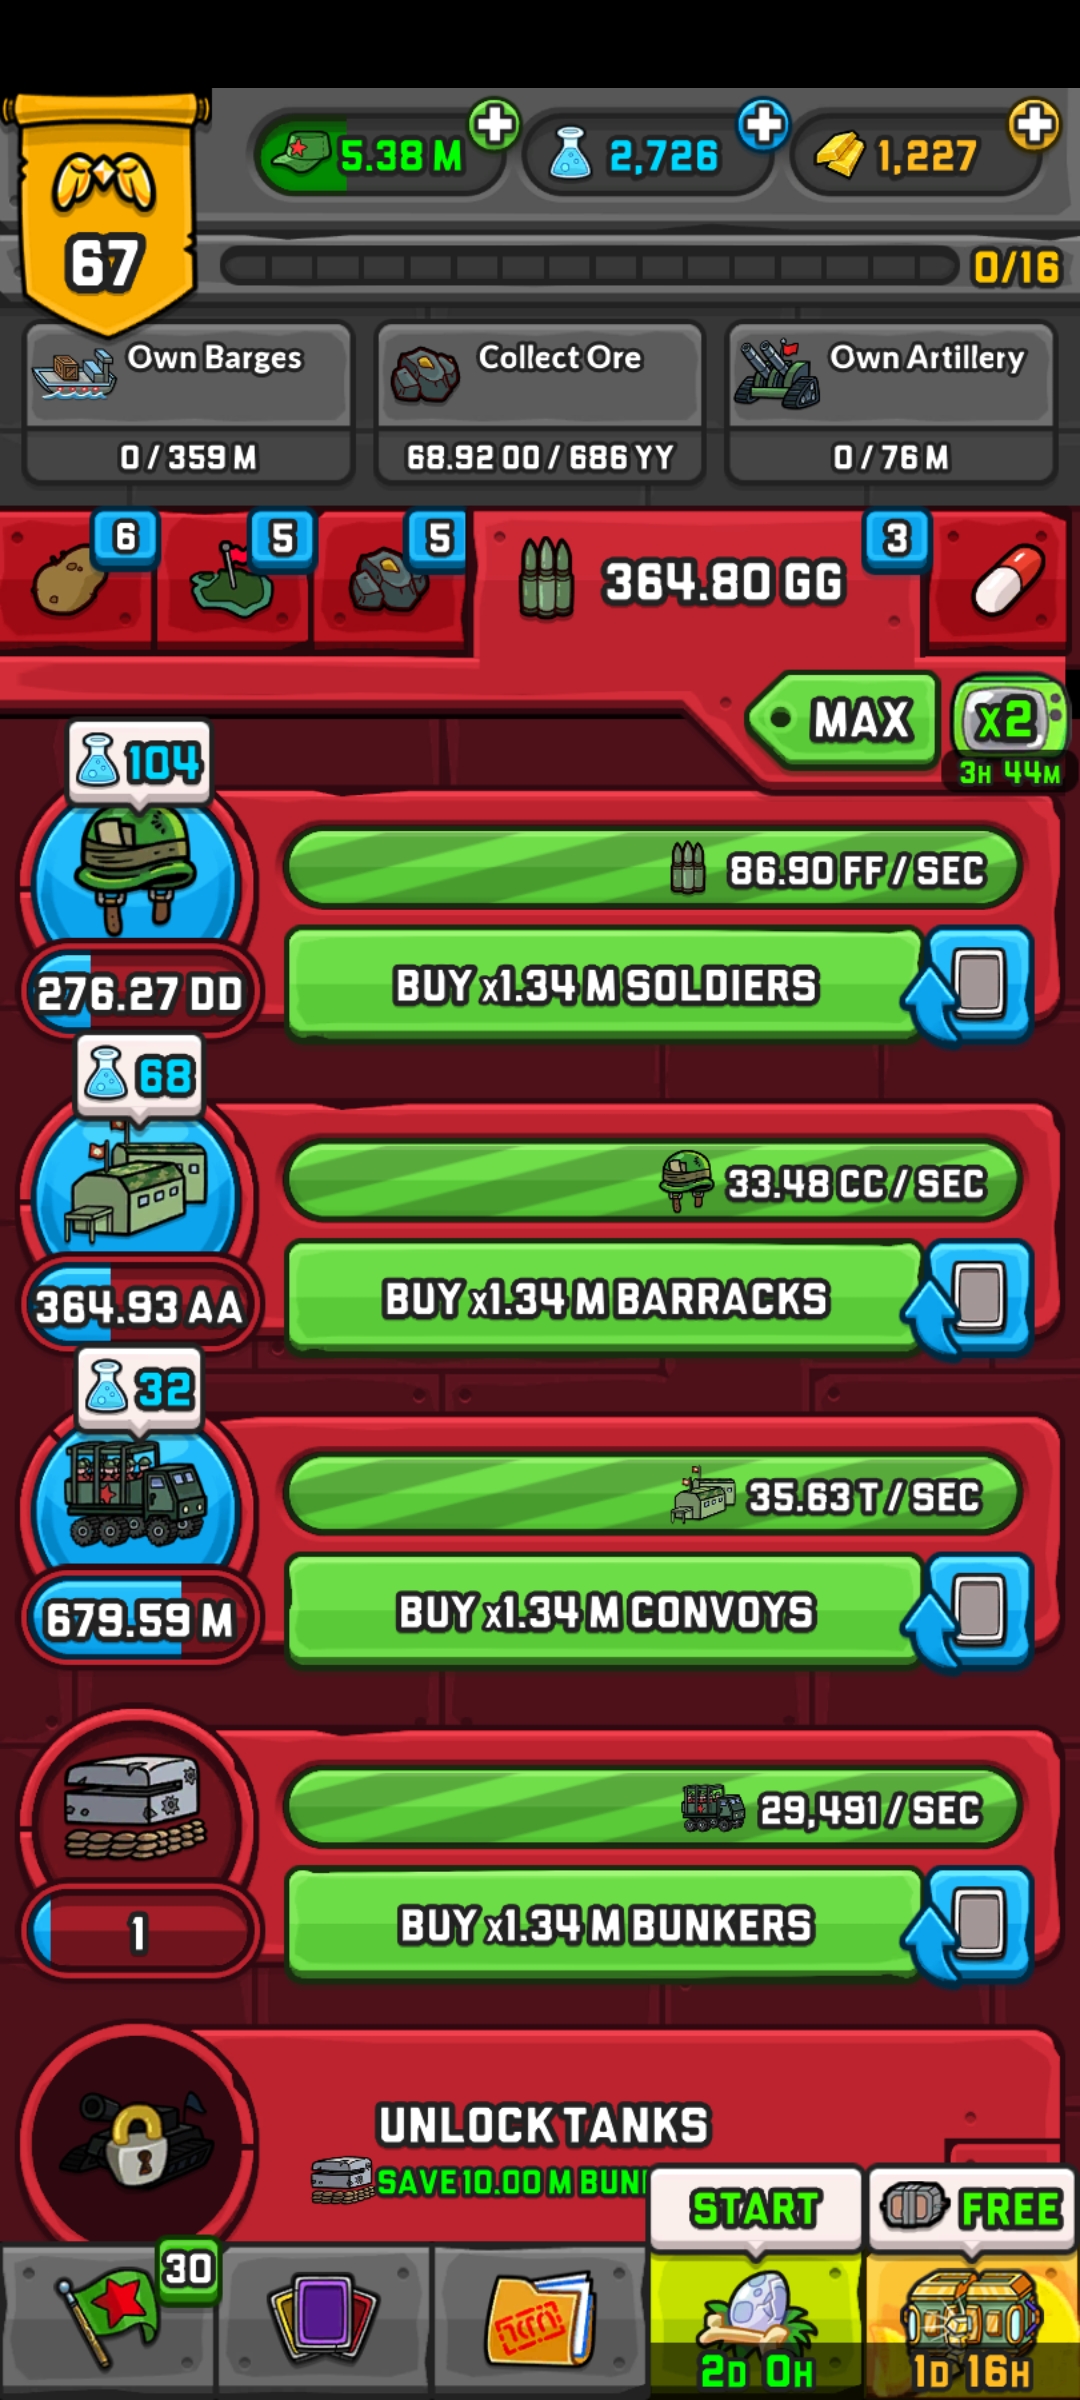 67
5.38 M
2,726
1,227
0/16
Own Barges
0 / 359 M
Collect Ore
68.92 OO / 686 YY
Own Artillery
0 / 76 M
6
5
5
364.80 GG
3
MAX
x2
3H 44M
104
86.90 FF / SEC
276.27 DD
BUY x1.34 M SOLDIERS
68
33.48 CC / SEC
364.93 AA
BUY x1.34 M BARRACKS
32
35.63 T / SEC
679.59 M
BUY x1.34 M CONVOYS
29,491 / SEC
1
BUY x1.34 M BUNKERS
UNLOCK TANKS
SAVE 10.00 M BUN
START
FREE
30
2D 0H
1D 16H